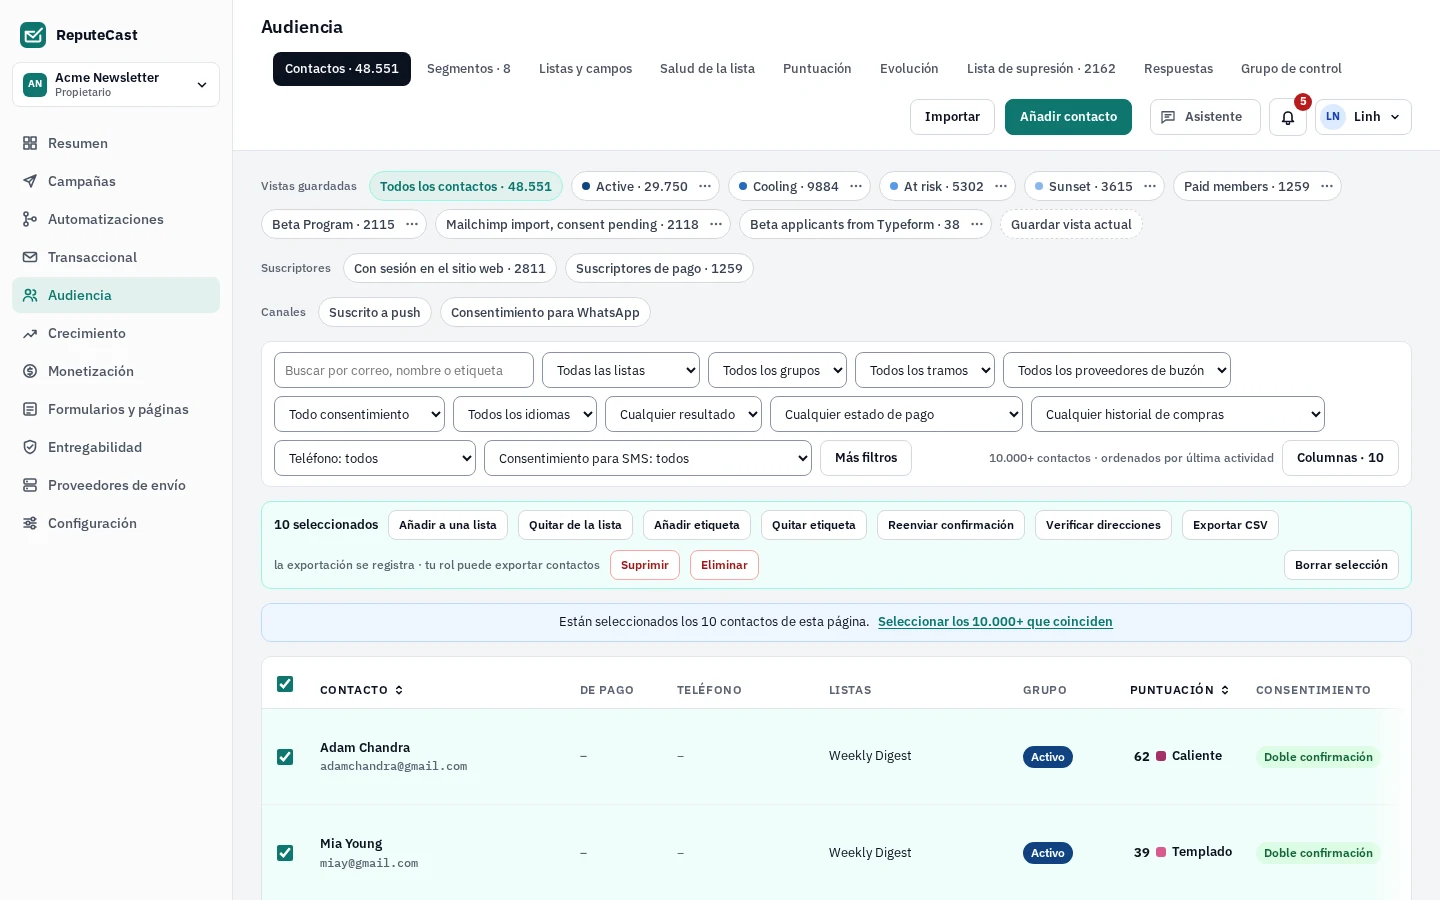 ReputeCast
AN
Acme Newsletter
Propietario
Resumen
Campañas
Automatizaciones
Transaccional
Audiencia
Crecimiento
Monetización
Formularios y páginas
Entregabilidad
Proveedores de envío
Configuración
Audiencia
Contactos · 48.551
Segmentos · 8
Listas y campos
Salud de la lista
Puntuación
Evolución
Lista de supresión · 2162
Respuestas
Grupo de control
Importar
Añadir contacto
Asistente
5
LN
Linh
Vistas guardadas
Todos los contactos · 48.551
Active · 29.750 ···
Cooling · 9884 ···
At risk · 5302 ···
Sunset · 3615 ···
Paid members · 1259 ···
Beta Program · 2115 ···
Mailchimp import, consent pending · 2118 ···
Beta applicants from Typeform · 38 ···
Guardar vista actual
Suscriptores
Con sesión en el sitio web · 2811
Suscriptores de pago · 1259
Canales
Suscrito a push
Consentimiento para WhatsApp
Buscar por correo, nombre o etiqueta
Todas las listas
Todos los grupos
Todos los tramos
Todos los proveedores de buzón
Todo consentimiento
Todos los idiomas
Cualquier resultado
Cualquier estado de pago
Cualquier historial de compras
Teléfono: todos
Consentimiento para SMS: todos
Más filtros
10.000+ contactos · ordenados por última actividad
Columnas · 10
10 seleccionados
Añadir a una lista
Quitar de la lista
Añadir etiqueta
Quitar etiqueta
Reenviar confirmación
Verificar direcciones
Exportar CSV
la exportación se registra · tu rol puede exportar contactos
Suprimir
Eliminar
Borrar selección
Están seleccionados los 10 contactos de esta página. Seleccionar los 10.000+ que coinciden
CONTACTO
DE PAGO
TELÉFONO
LISTAS
GRUPO
PUNTUACIÓN
CONSENTIMIENTO
Adam Chandra
adamchandra@gmail.com
–
–
Weekly Digest
Activo
62 Caliente
Doble confirmación
Mia Young
miay@gmail.com
–
–
Weekly Digest
Activo
39 Templado
Doble confirmación